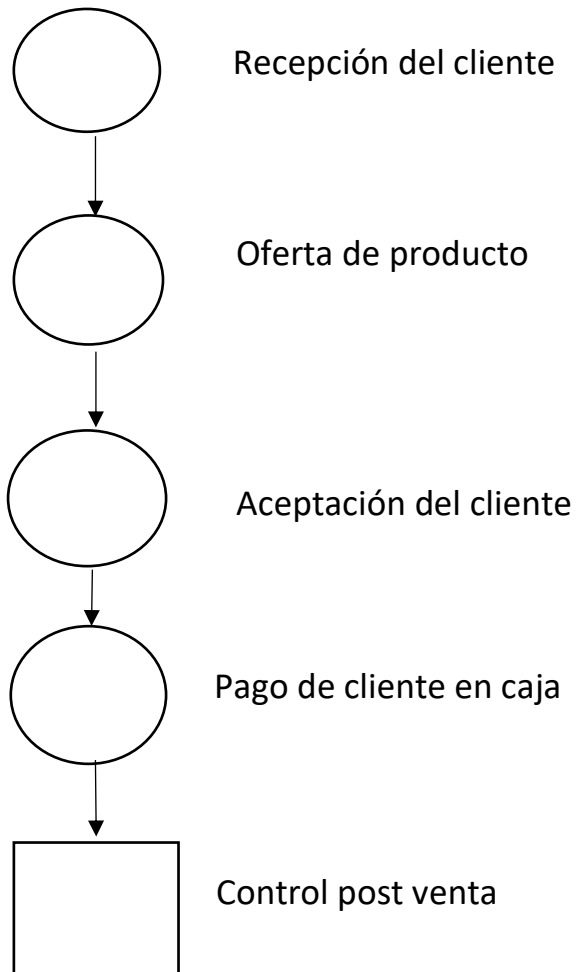 Recepción del cliente
Oferta de producto
Aceptación del cliente
Pago de cliente en caja
Control post venta